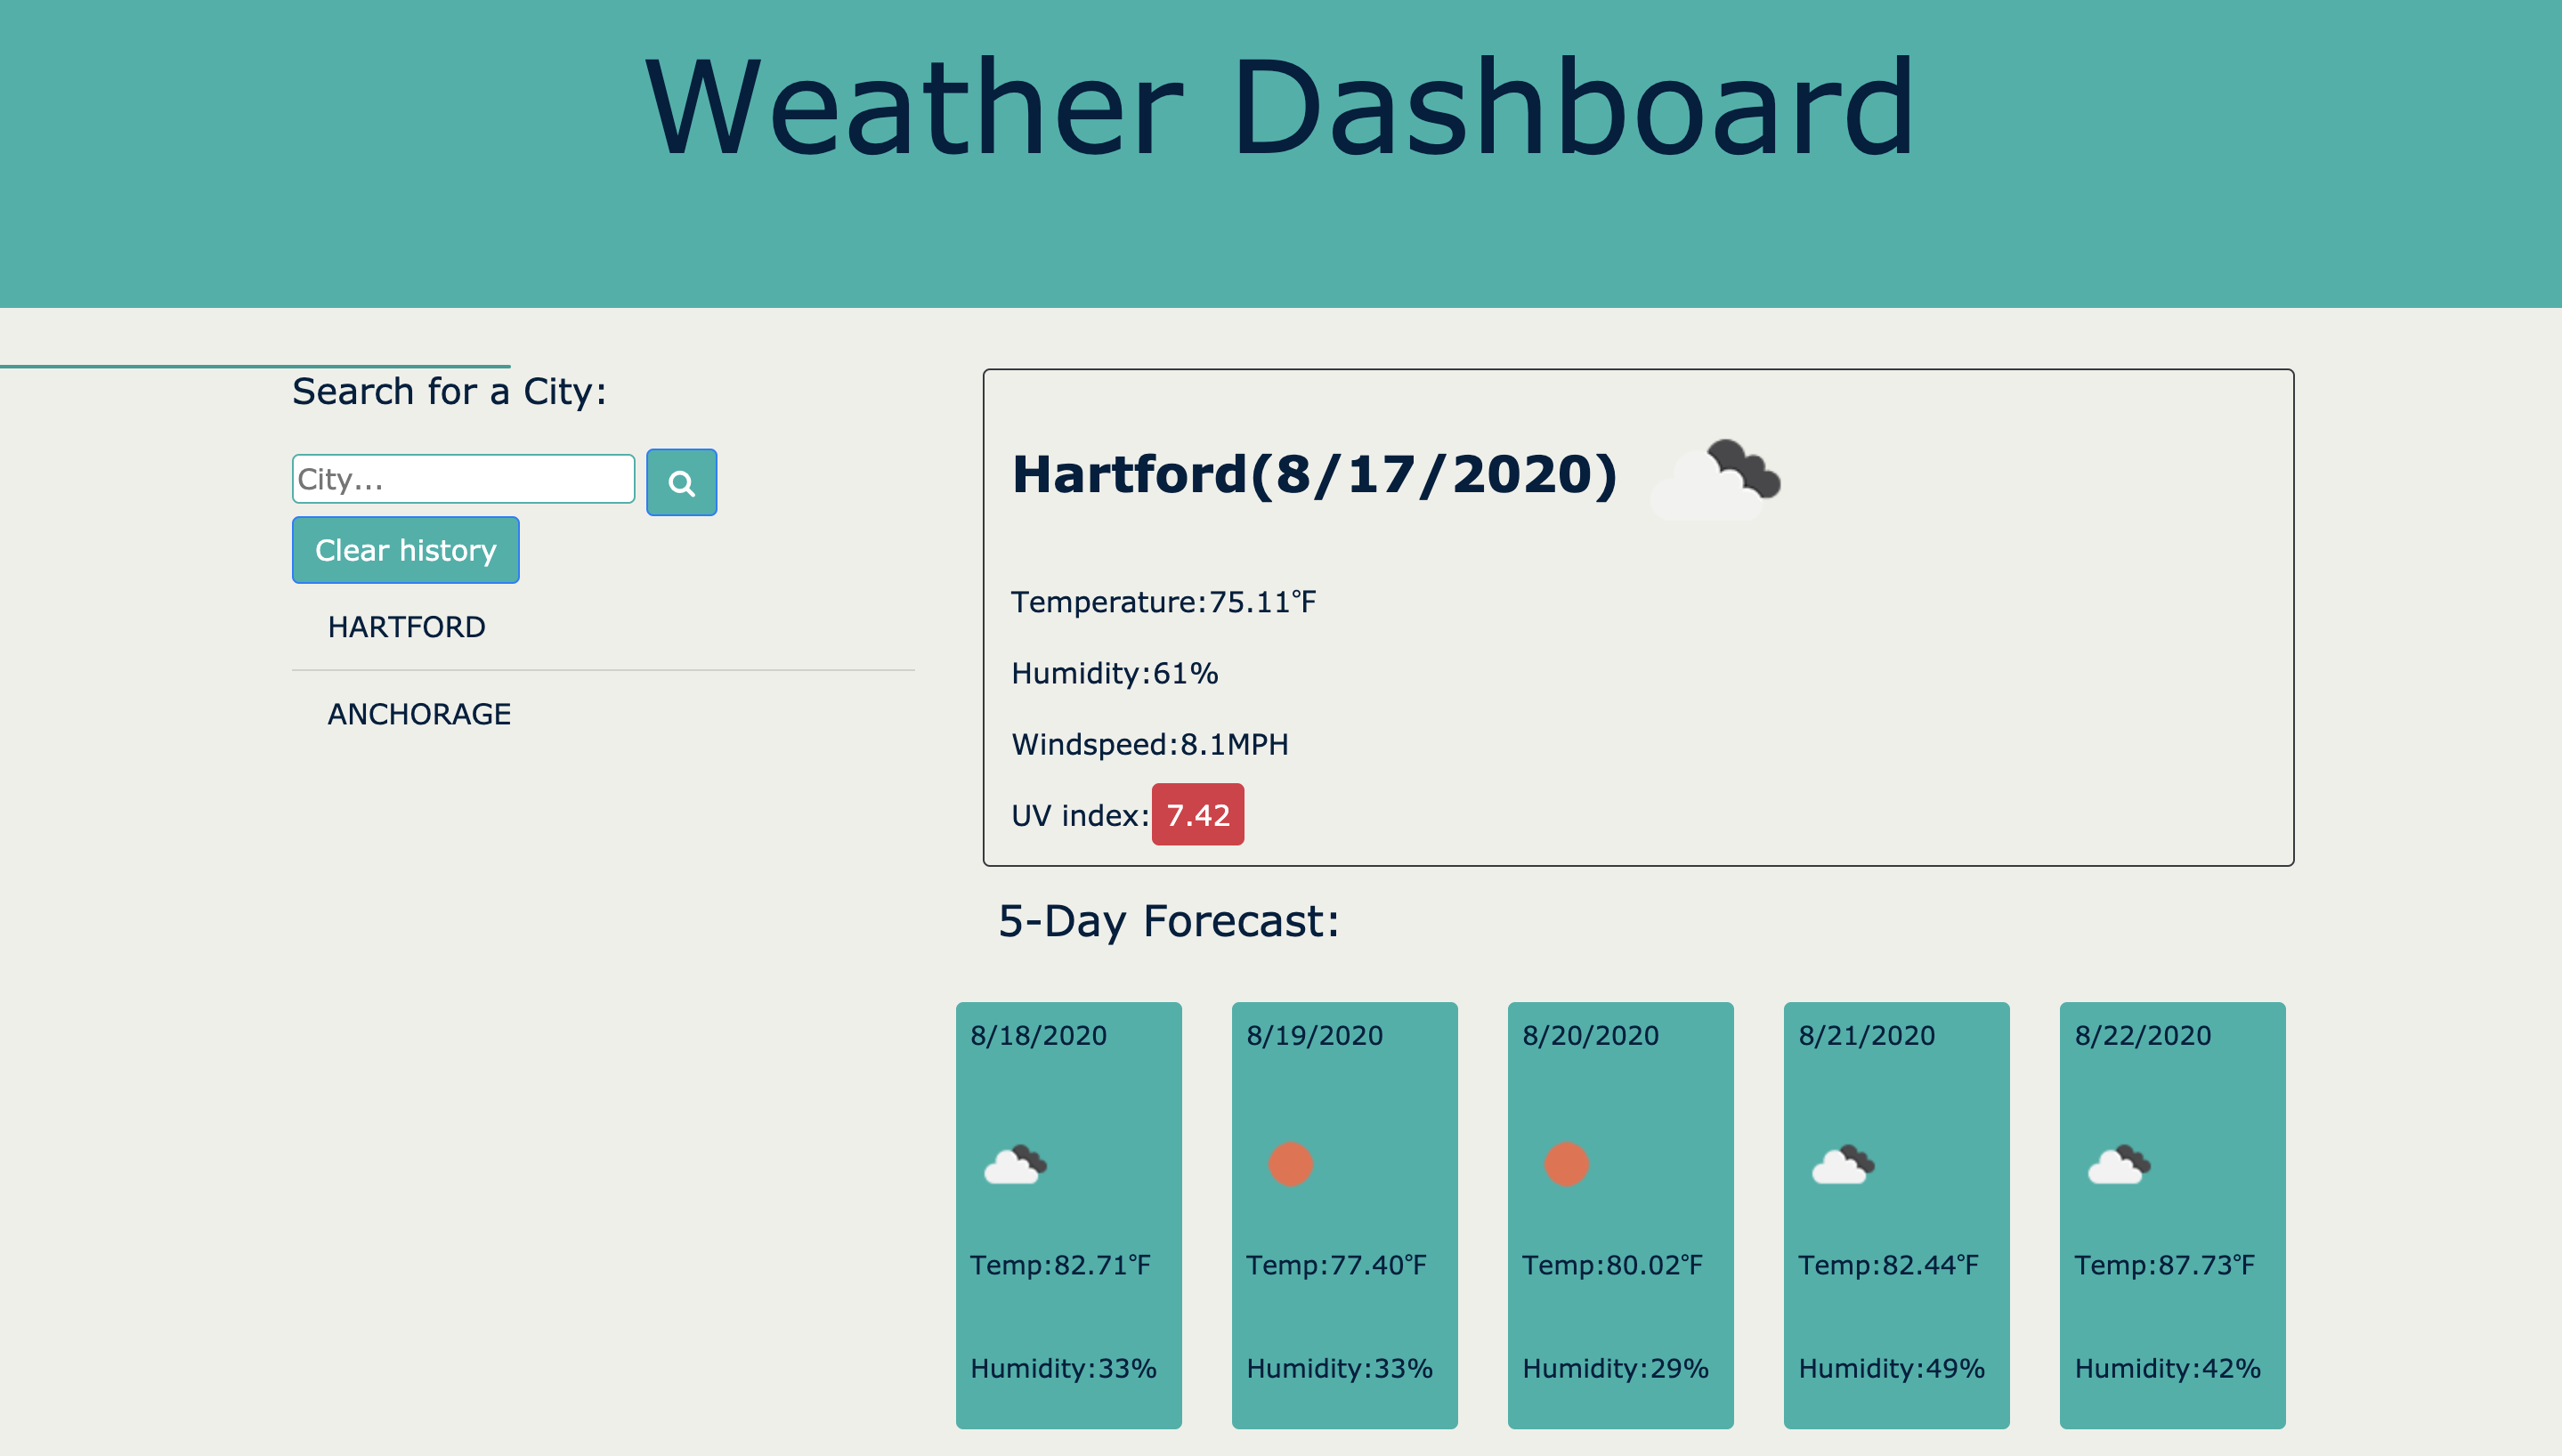 Weather Dashboard
Search for a City:
City...
Clear history
HARTFORD
ANCHORAGE
Hartford(8/17/2020)
Temperature:75.11°F
Humidity:61%
Windspeed:8.1MPH
UV index:7.42
5-Day Forecast:
8/18/2020
Temp:82.71°F
Humidity:33%
8/19/2020
Temp:77.40°F
Humidity:33%
8/20/2020
Temp:80.02°F
Humidity:29%
8/21/2020
Temp:82.44°F
Humidity:49%
8/22/2020
Temp:87.73°F
Humidity:42%